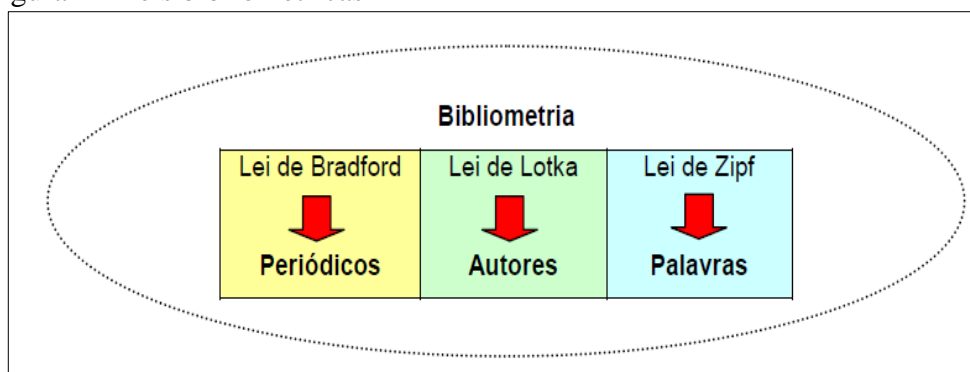 Bibliometria
Lei de Bradford Lei de Lotka Lei de Zipf
Periódicos Autores Palavras